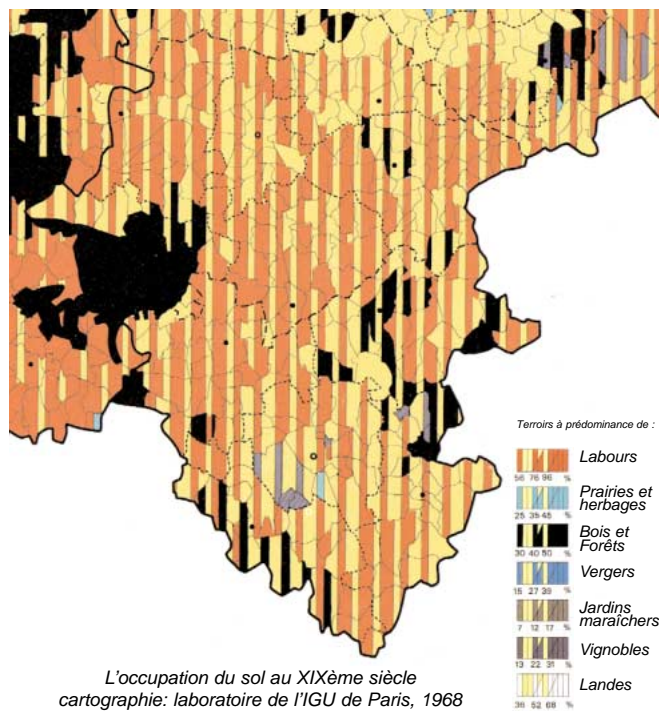 Terroirs à prédominance de :
Labours
56 76 96 %
Prairies et
herbages
25 35 45 %
Bois et
Forêts
30 40 50 %
Vergers
15 27 39 %
Jardins
maraîchers
7 12 17 %
Vignobles
13 22 31 %
Landes
36 52 68 %
L'occupation du sol au XIXème siècle
cartographie: laboratoire de l'IGU de Paris, 1968